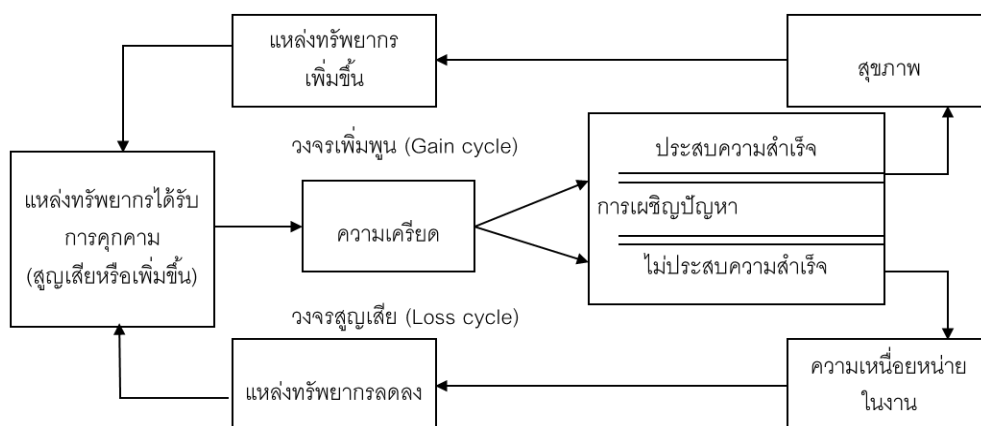 แหล่งทรัพยากร
เพิ่มขึ้น
สุขภาพ
วงจรเพิ่มพูน (Gain cycle)
ประสบความสำเร็จ
แหล่งทรัพยากรได้รับ
การคุกคาม
(สูญเสียหรือเพิ่มขึ้น)
ความเครียด
การเผชิญปัญหา
ไม่ประสบความสำเร็จ
วงจรสูญเสีย (Loss cycle)
แหล่งทรัพยากรลดลง
ความเหนื่อยหน่าย
ในงาน